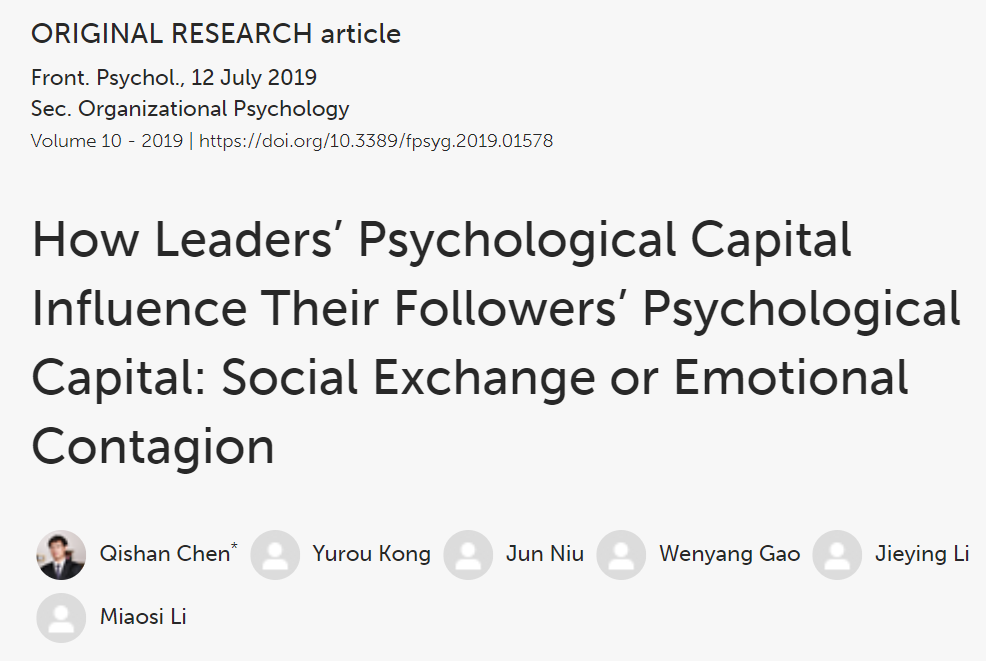 ORIGINAL RESEARCH article
Front. Psychol., 12 July 2019
Sec. Organizational Psychology
Volume 10 - 2019 | https://doi.org/10.3389/fpsyg.2019.01578
How Leaders’ Psychological Capital
Influence Their Followers’ Psychological
Capital: Social Exchange or Emotional
Contagion
Qishan Chen* Yurou Kong Jun Niu Wenyang Gao Jieying Li
Miaosi Li